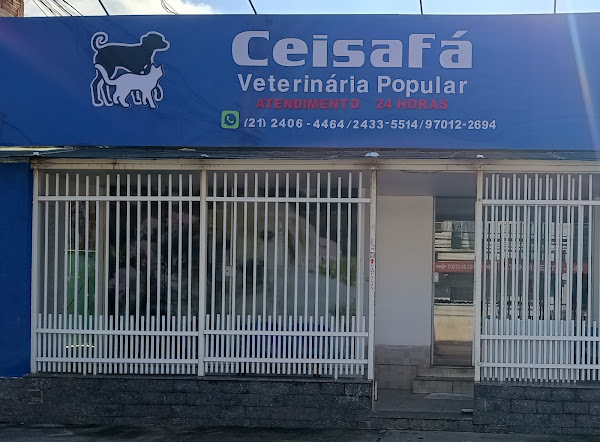 Ceisafá
Veterinária Popular
ATENDIMENTO 24 HORAS
(21) 2406-4464/2433-5514/97012-2694